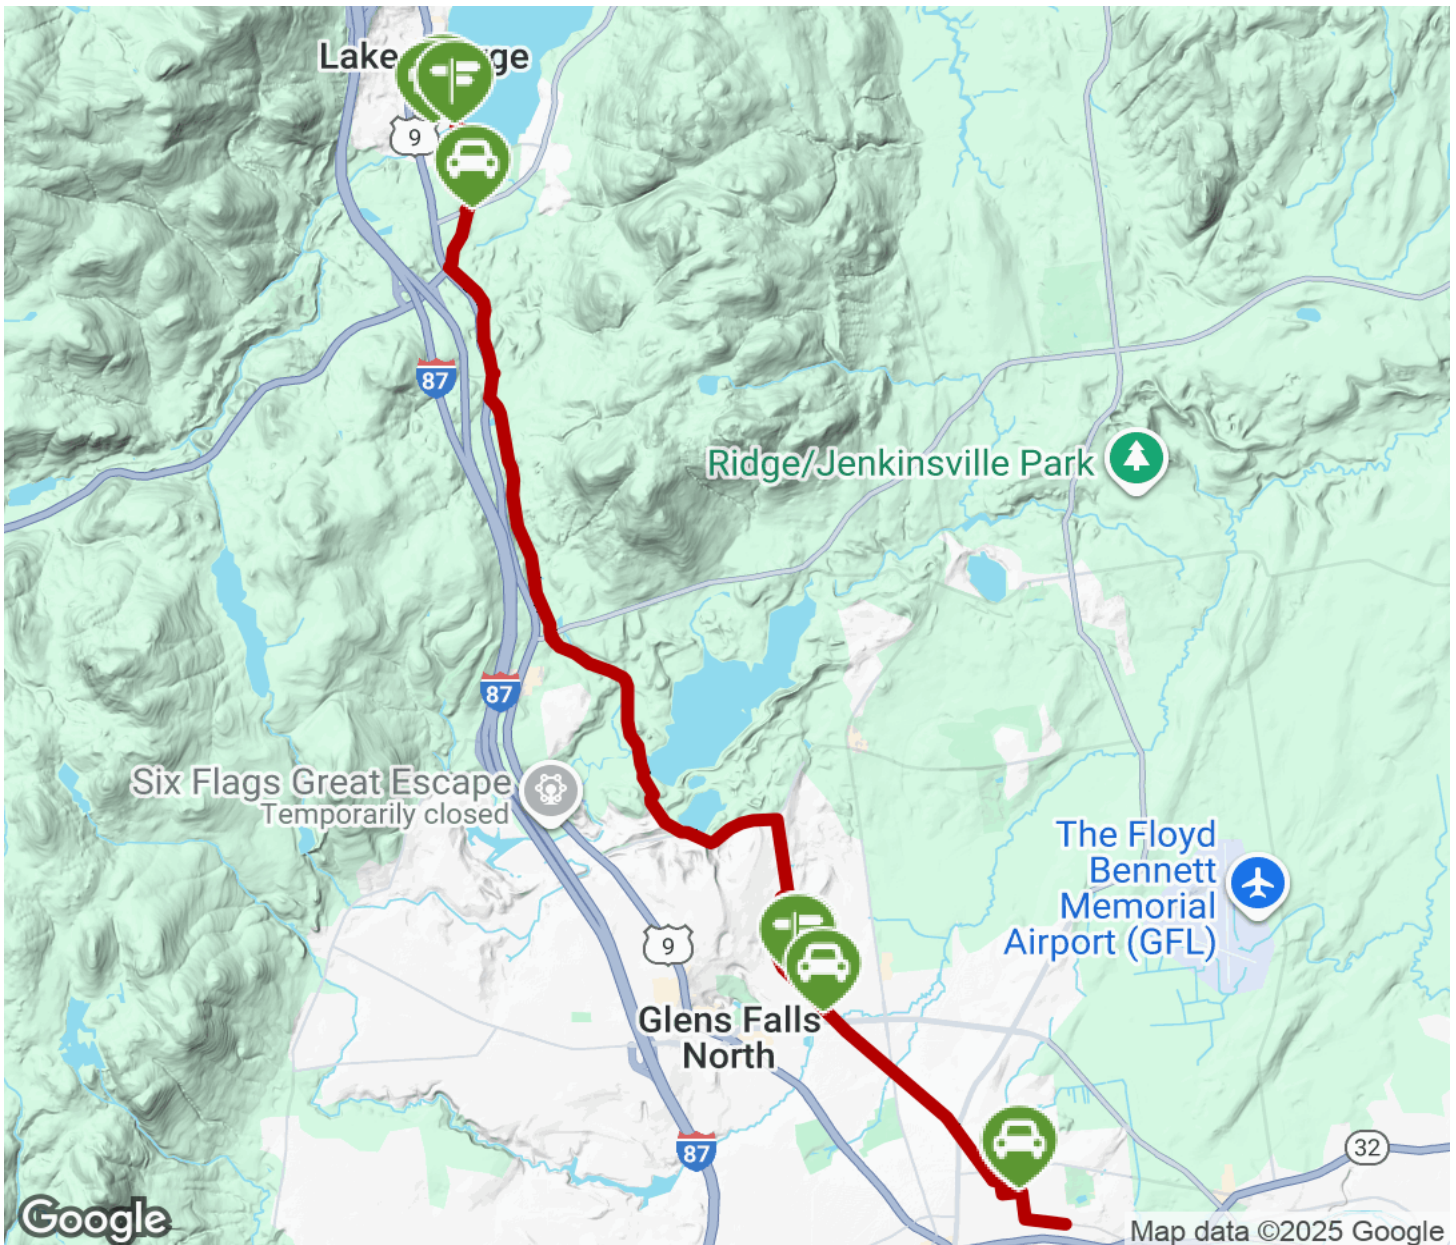 Lake rge
9
87
Ridge/Jenkinsville Park
87
Six Flags Great Escape
Temporarily closed
The Floyd
Bennett
Memorial
Airport (GFL)
9
Glens Falls
North
87
32
Google
Map data ©2025 Google